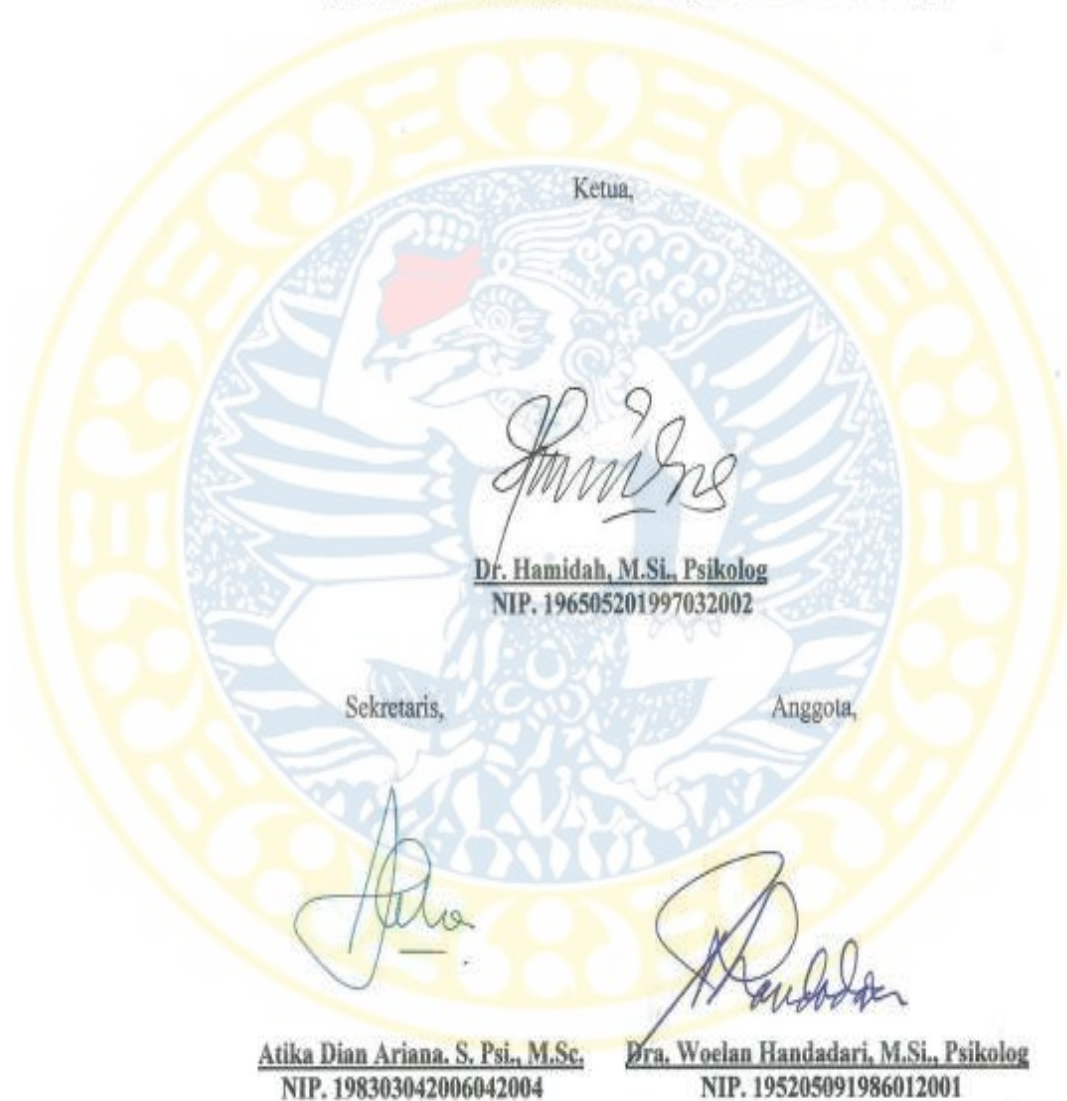 Ketua,
Dr. Hamidah, M.Si., Psikolog
NIP. 196505201997032002
Sekretaris,
Anggota,
Atika Dian Ariana. S. Psi., M.Sc.
NIP. 198303042006042004
Dra. Woelan Handadari, M.Si., Psikolog
NIP. 195205091986012001